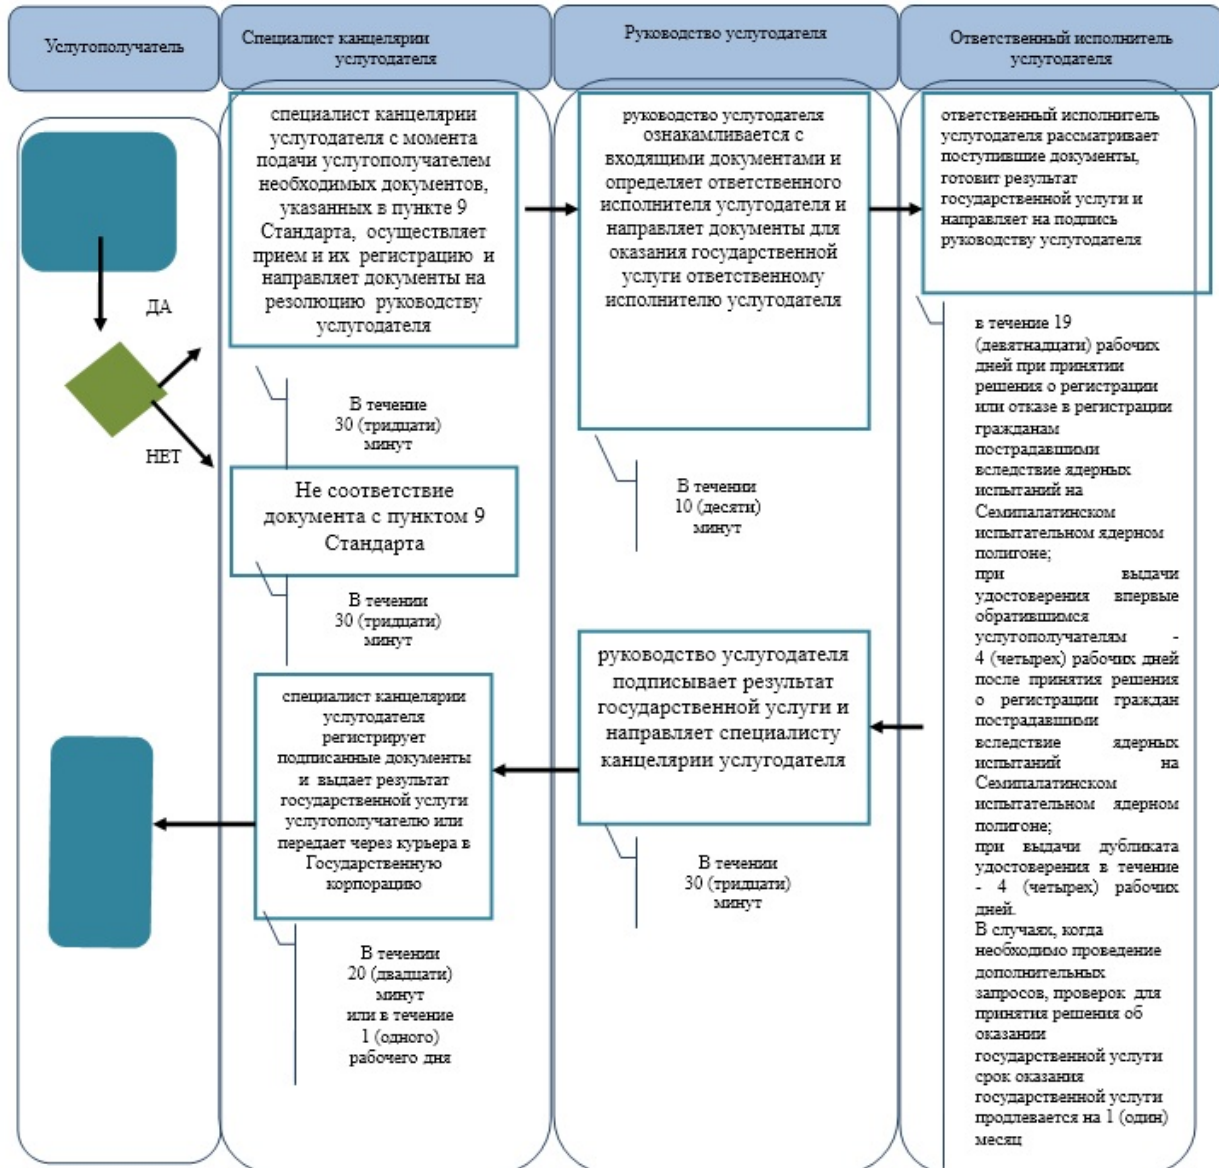 Услугополучатель
Специалист канцелярии
услугодателя
Руководство услугодателя
Ответственный исполнитель
услугодателя
ДА
НЕТ
специалист канцелярии
услугодателя с момента
подачи услугополучателем
необходимых документов,
указанных в пункте 9
Стандарта, осуществляет
прием и их регистрацию и
направляет документы на
резолюцию руководству
услугодателя
В течение
30 (тридцати)
минут
Не соответствие
документа с пунктом 9
Стандарта
В течении
30 (тридцати)
минут
специалист канцелярии
услугодателя
регистрирует
подписанные документы
и выдает результат
государственной услуги
услугополучателю или
передает через курьера в
Государственную
корпорацию
В течении
20 (двадцати)
минут
или в течение
1 (одного)
рабочего дня
руководство услугодателя
ознакамливается с
входящими документами и
определяет ответственного
исполнителя услугодателя и
направляет документы для
оказания государственной
услуги ответственному
исполнителю услугодателя
В течении
10 (десяти)
минут
руководство услугодателя
подписывает результат
государственной услуги и
направляет специалисту
канцелярии услугодателя
В течении
30 (тридцати)
минут
ответственный исполнитель
услугодателя рассматривает
поступившие документы,
готовит результат
государственной услуги и
направляет на подпись
руководству услугодателя
в течение 19
(девятнадцати) рабочих
дней при принятии
решения о регистрации
или отказе в регистрации
гражданам
пострадавшими
вследствие ядерных
испытаний на
Семипалатинском
испытательном ядерном
полигоне;
при выдачи
удостоверения впервые
обратившимся
услугополучателям -
4 (четырех) рабочих дней
после принятия решения
о регистрации граждан
пострадавшими
вследствие ядерных
испытаний на
Семипалатинском
испытательном ядерном
полигоне;
при выдачи дубликата
удостоверения в течение
- 4 (четырех) рабочих
дней.
В случаях, когда
необходимо проведение
дополнительных
запросов, проверок для
принятия решения об
оказании
государственной услуги
срок оказания
государственной услуги
продлевается на 1 (один)
месяц